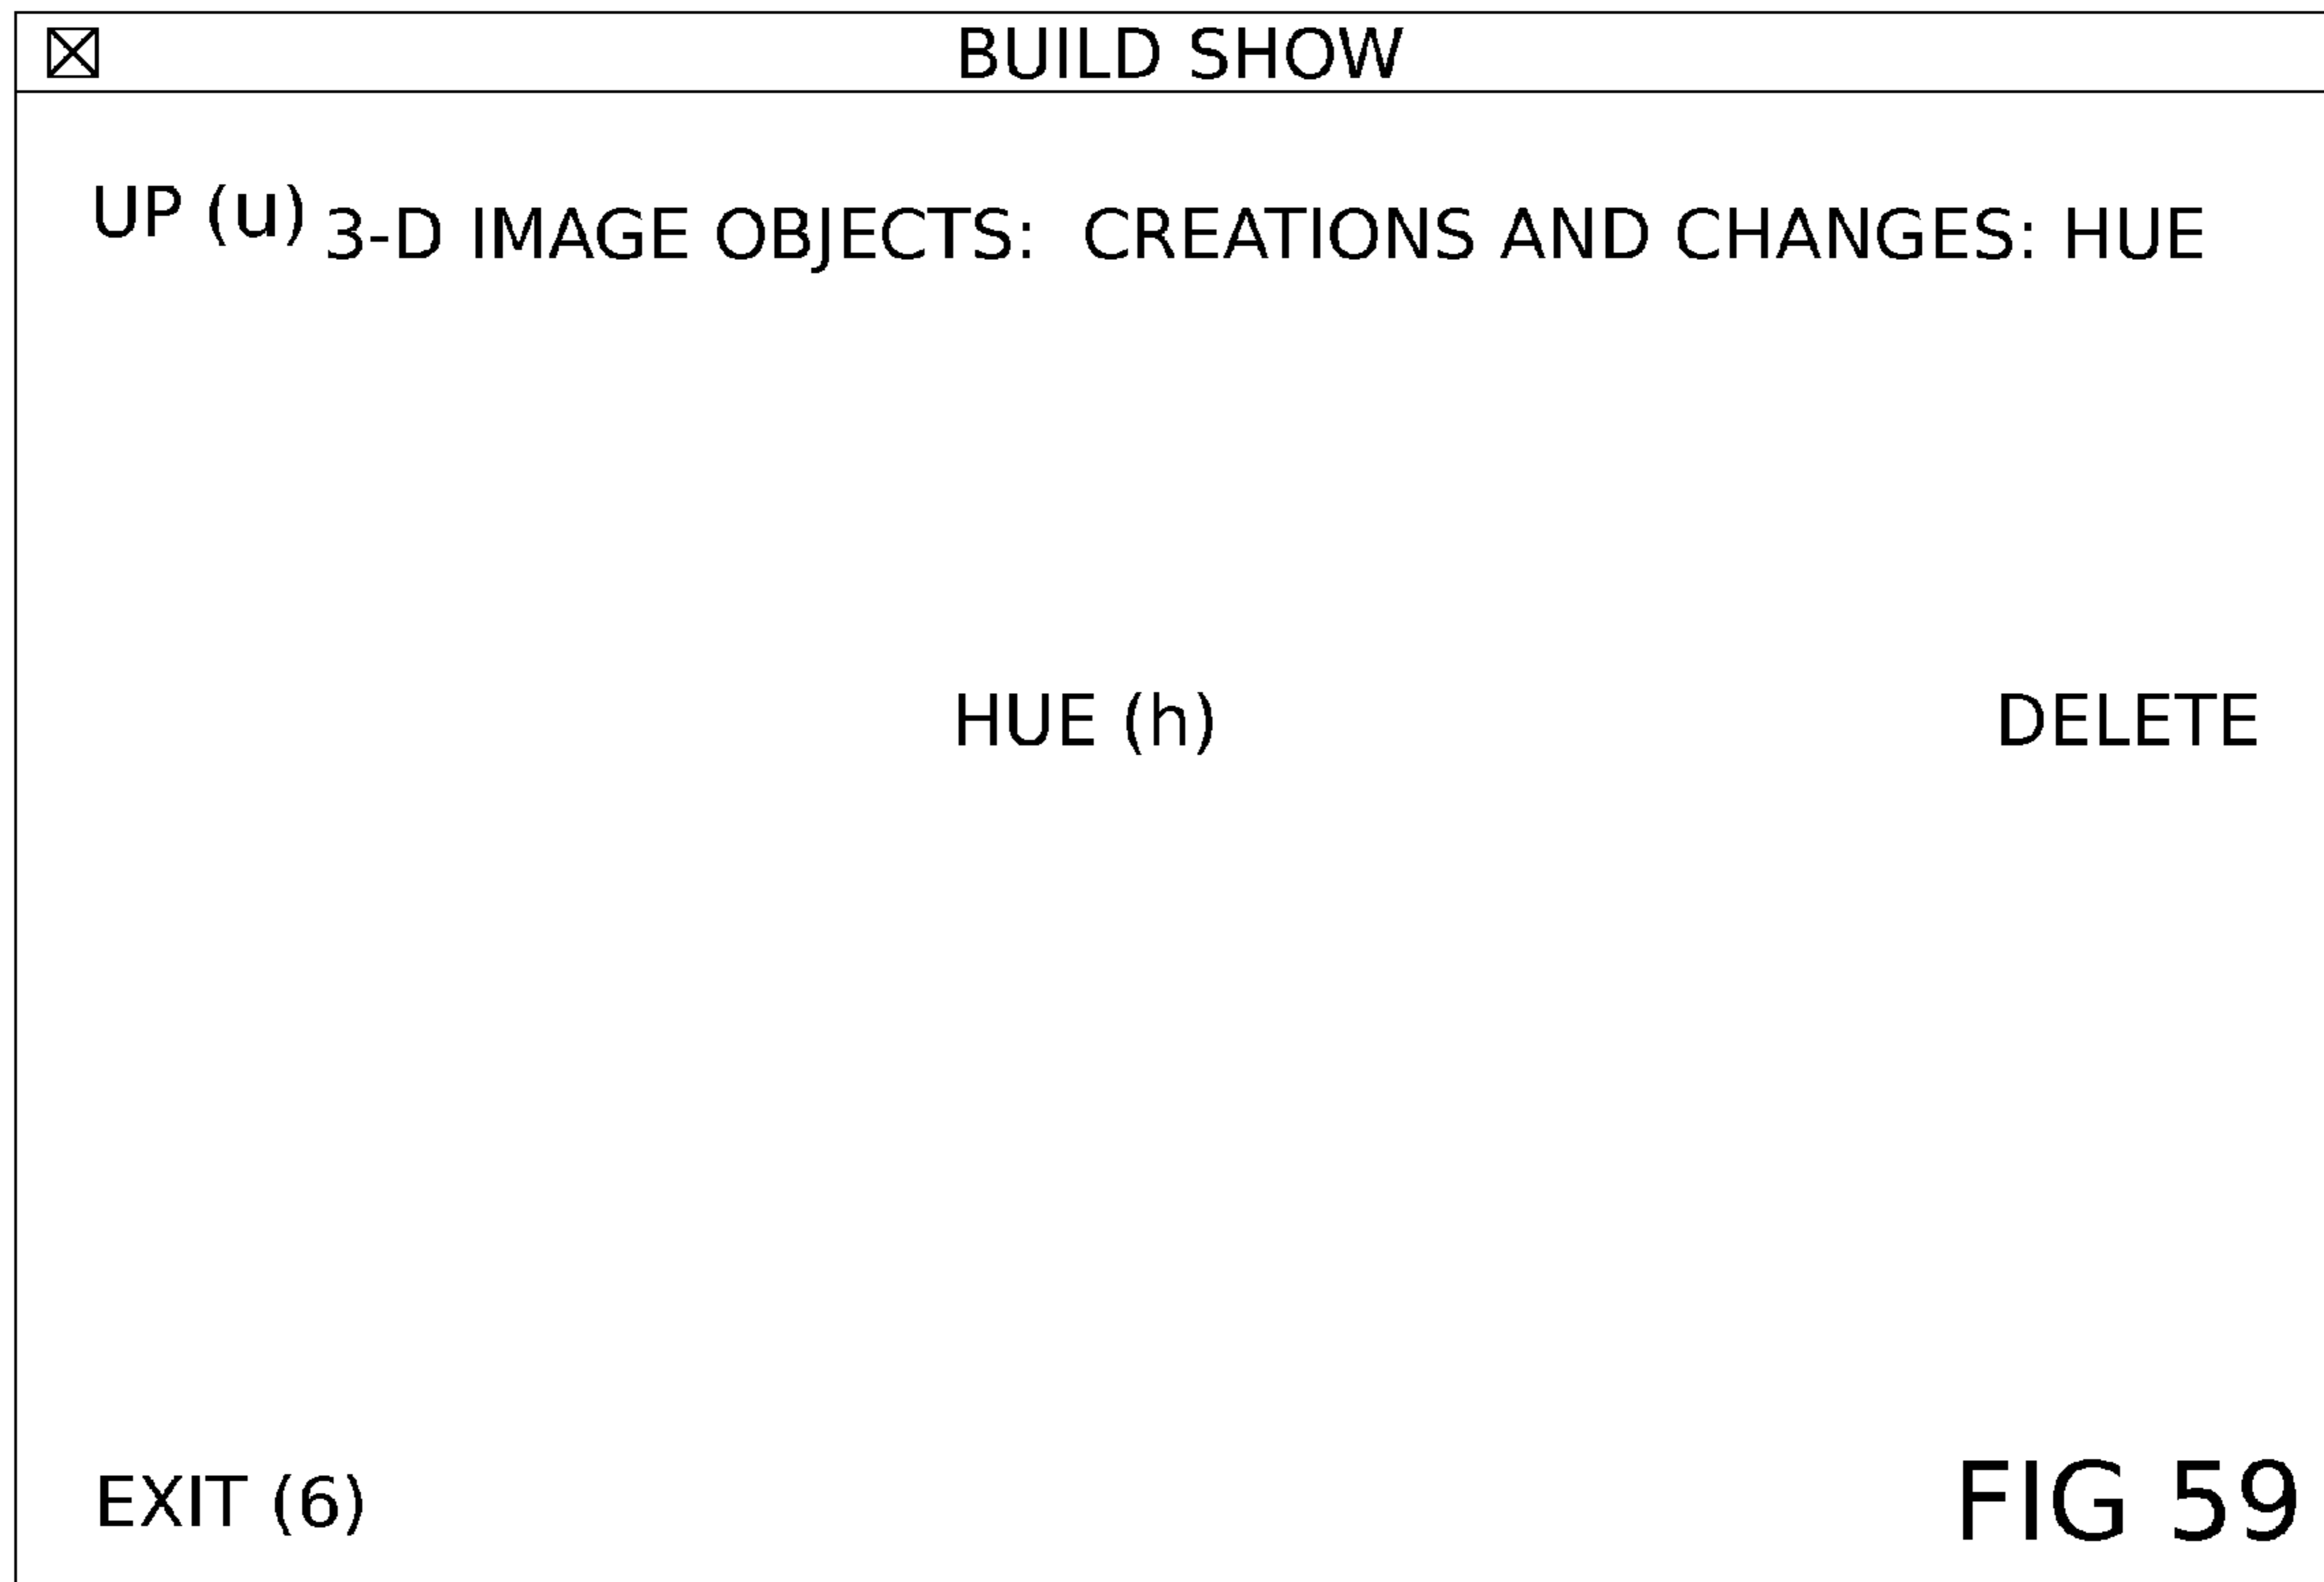 BUILD SHOW
UP (u) 3-D IMAGE OBJECTS: CREATIONS AND CHANGES: HUE
HUE (h) DELETE
EXIT (6) FIG 59